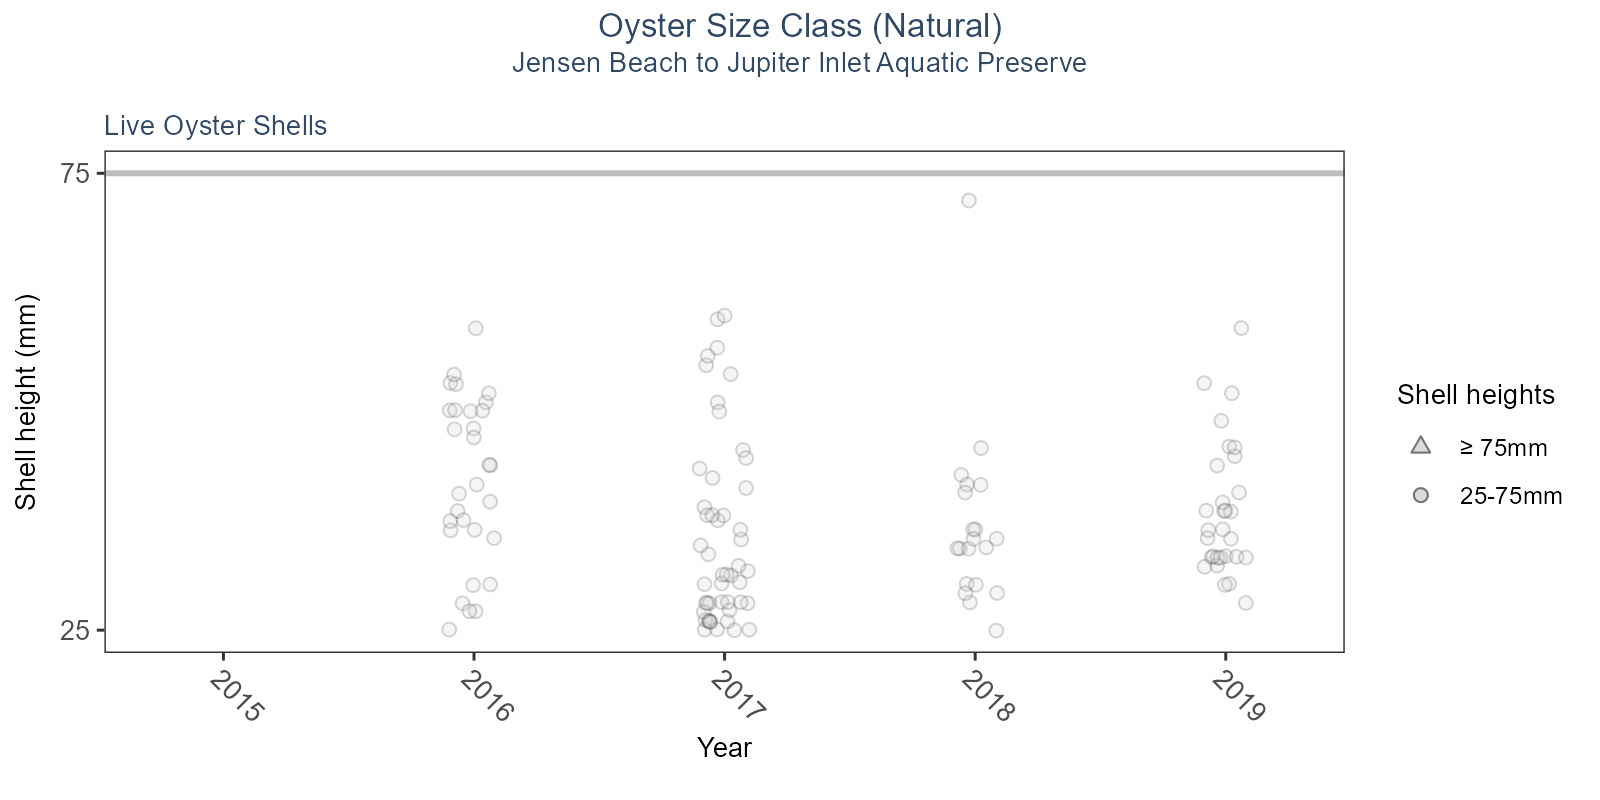 Oyster Size Class (Natural)
Jensen Beach to Jupiter Inlet Aquatic Preserve
Live Oyster Shells
75
25
Shell height (mm)
2015
2016
2017
2018
2019
Year
Shell heights
≥ 75mm
25-75mm